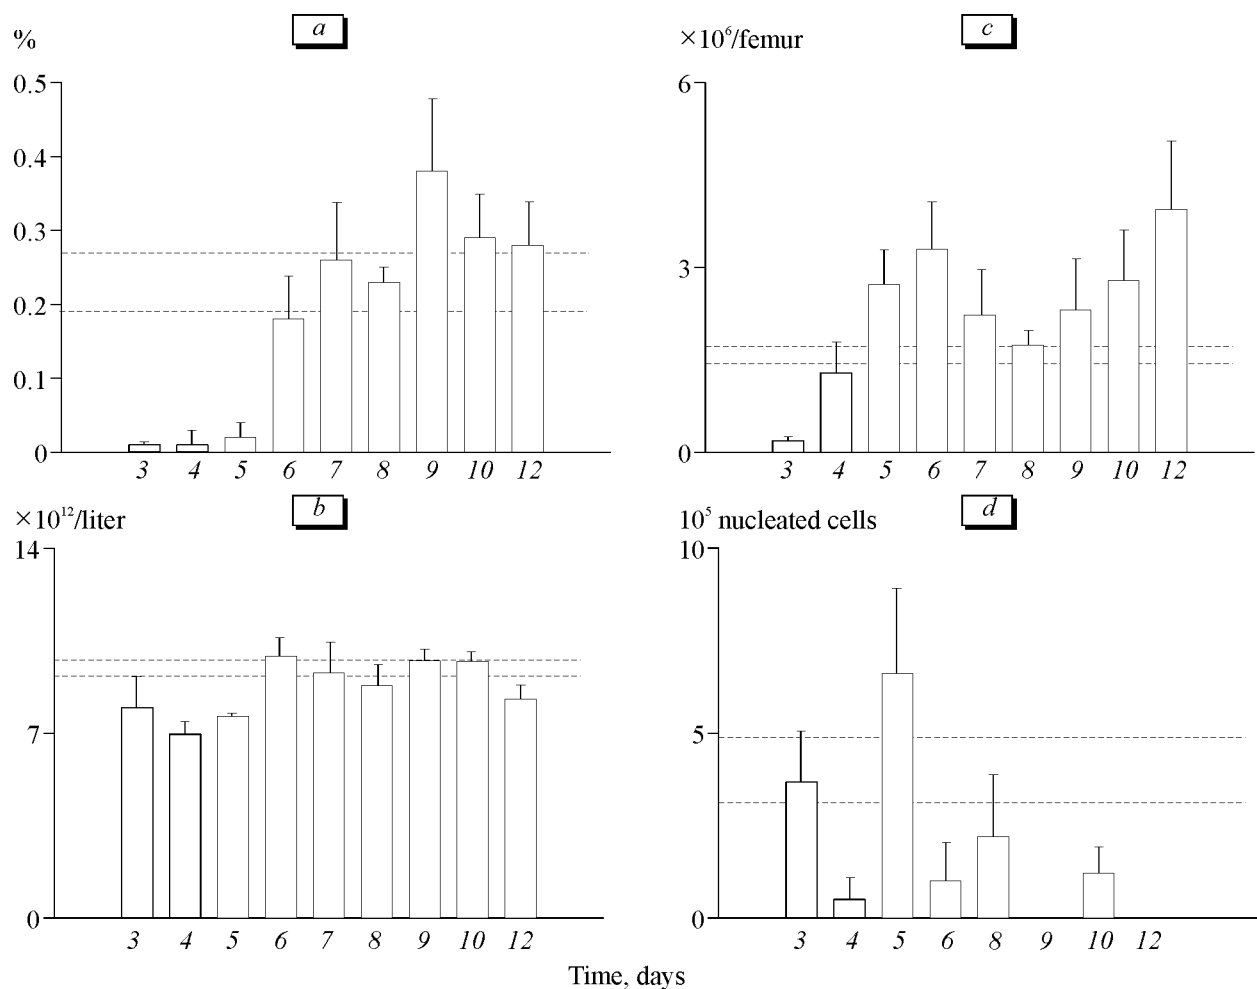 a
%
0.5
0.4
0.3
0.2
0.1
0
3 4 5 6 7 8 9 10 12
c
×10⁶/femur
6
3
0
3 4 5 6 7 8 9 10 12
b
×10¹²/liter
14
7
0
3 4 5 6 7 8 9 10 12
d
10⁵ nucleated cells
10
5
0
3 4 5 6 8 9 10 12
Time, days